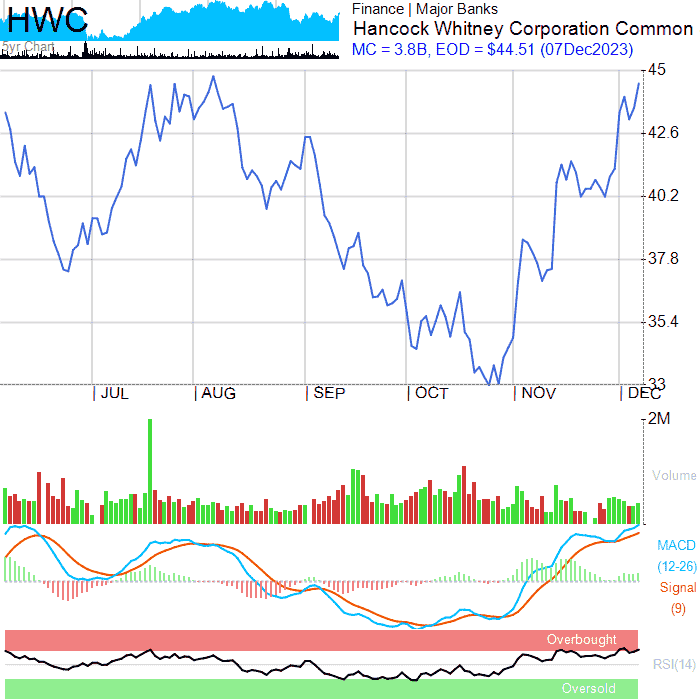 HWC
5yr Chart
Finance | Major Banks
Hancock Whitney Corporation Common
MC = 3.8B, EOD = $44.51 (07Dec2023)
45
42.6
40.2
37.8
35.4
33
JUL
AUG
SEP
OCT
NOV
DEC
2M
Volume
MACD
(12-26)
Signal
(9)
Overbought
RSI(14)
Oversold